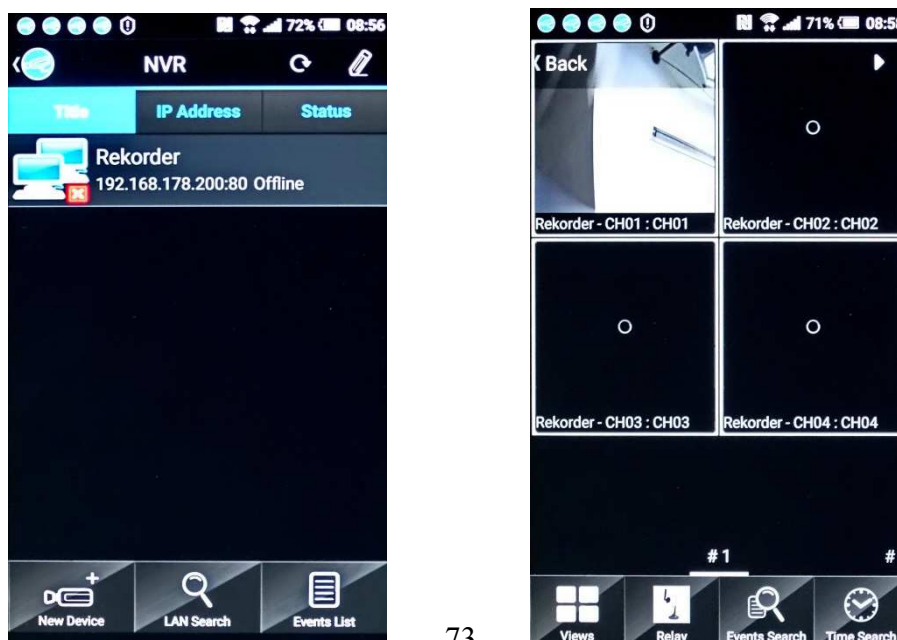 72% 08:56
NVR
Title
IP Address
Status
Rekorder
192.168.178.200:80 Offline
New Device
LAN Search
Events List
73
71% 08:58
Back
Rekorder - CH01 : CH01
Rekorder - CH02 : CH02
Rekorder - CH03 : CH03
Rekorder - CH04 : CH04
# 1
#
Views
Relay
Events Search
Time Search